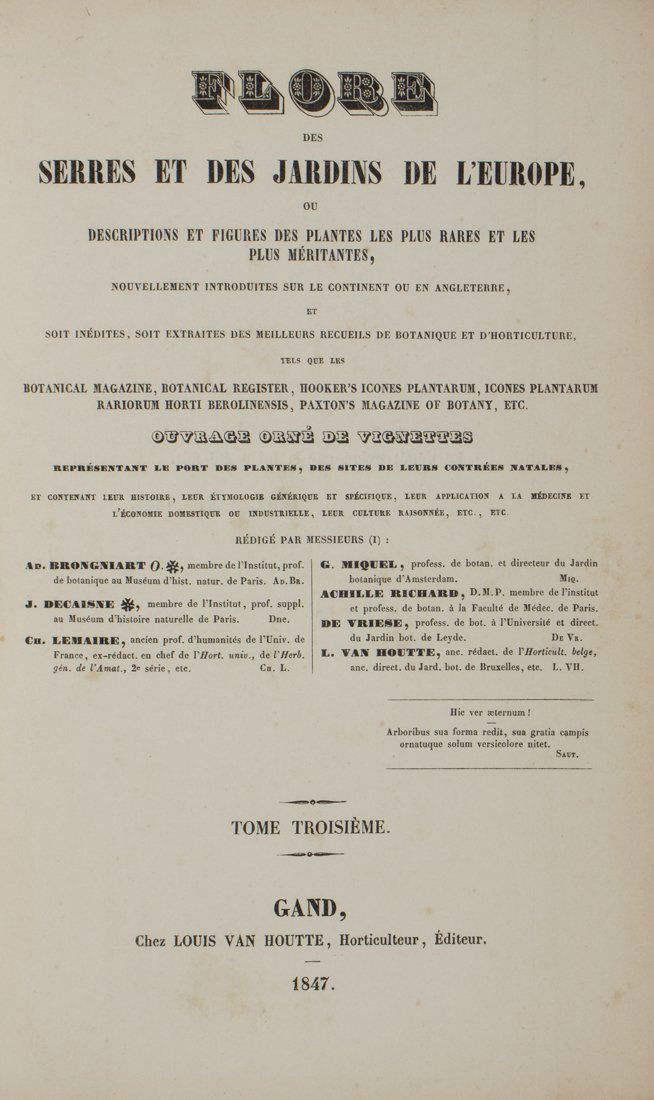 FLORE
DES
SERRES ET DES JARDINS DE L'EUROPE,
OU
DESCRIPTIONS ET FIGURES DES PLANTES LES PLUS RARES ET LES
PLUS MÉRITANTES,
NOUVELLEMENT INTRODUITES SUR LE CONTINENT OU EN ANGLETERRE,
ET
SOIT INÉDITES, SOIT EXTRAITES DES MEILLEURS RECUEILS DE BOTANIQUE ET D'HORTICULTURE,
TELS QUE LES
BOTANICAL MAGAZINE, BOTANICAL REGISTER, HOOKER'S ICONES PLANTARUM, ICONES PLANTARUM
RARIORUM HORTI BEROLINENSIS, PAXTON'S MAGAZINE OF BOTANY, ETC.
OUVRAGE ORNÉ DE VIGNETTES
REPRÉSENTANT LE PORT DES PLANTES, DES SITES DE LEURS CONTRÉES NATALES,
ET CONTENANT LEUR HISTOIRE, LEUR ÉTYMOLOGIE GÉNÉRIQUE ET SPÉCIFIQUE, LEUR APPLICATION A LA MÉDECINE ET
L'ÉCONOMIE DOMESTIQUE OU INDUSTRIELLE, LEUR CULTURE RAISONNÉE, ETC., ETC.
RÉDIGÉ PAR MESSIEURS (1) :
AD. BRONGNIART O. ✻, membre de l'Institut, prof.
de botanique au Muséum d'hist. natur. de Paris. AD. BR.
J. DECAISNE ✻, membre de l'Institut, prof. suppl.
au Muséum d'histoire naturelle de Paris. Dne.
CH. LEMAIRE, ancien prof. d'humanités de l'Univ. de
France, ex-rédact. en chef de l'Hort. univ., de l'Herb.
gén. de l'Amat., 2e série, etc. CH. L.
G. MIQUEL, profess. de botan. et directeur du Jardin
botanique d'Amsterdam. MIQ.
ACHILLE RICHARD, D.M.P. membre de l'institut
et profess. de botan. à la Faculté de Médec. de Paris.
DE VRIESE, profess. de bot. à l'Université et direct.
du Jardin bot. de Leyde. DE VR.
L. VAN HOUTTE, anc. rédact. de l'Horticult. belge,
anc. direct. du Jard. bot. de Bruxelles, etc. L. VH.
Hic ver æternum !
Arboribus sua forma redit, sua gratia campis
ornatuque solum versicolore nitet.
SAUT.
TOME TROISIÈME.
GAND,
Chez LOUIS VAN HOUTTE, Horticulteur, Éditeur.
1847.